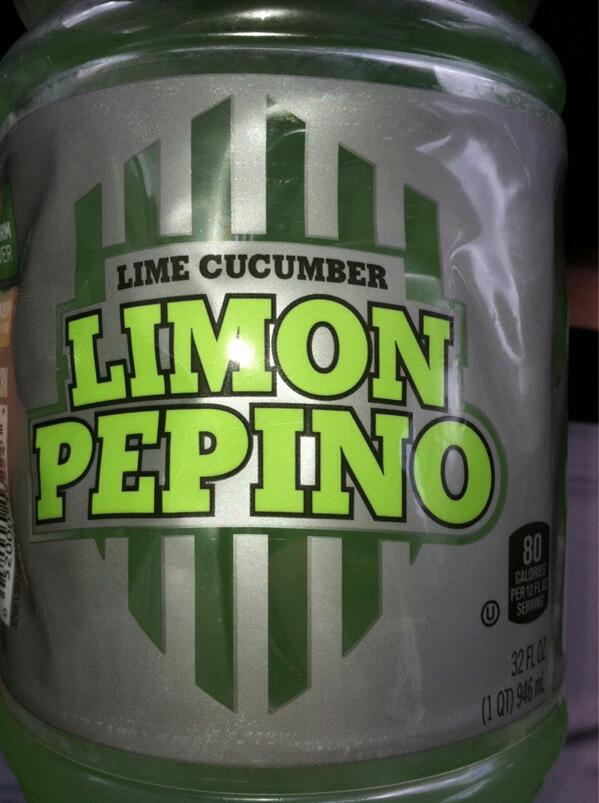 LIME CUCUMBER
LIMON
PEPINO
80
CALORIES
PER 12 FL OZ
SERVING
U
32 FL OZ
(1 QT) 946 mL